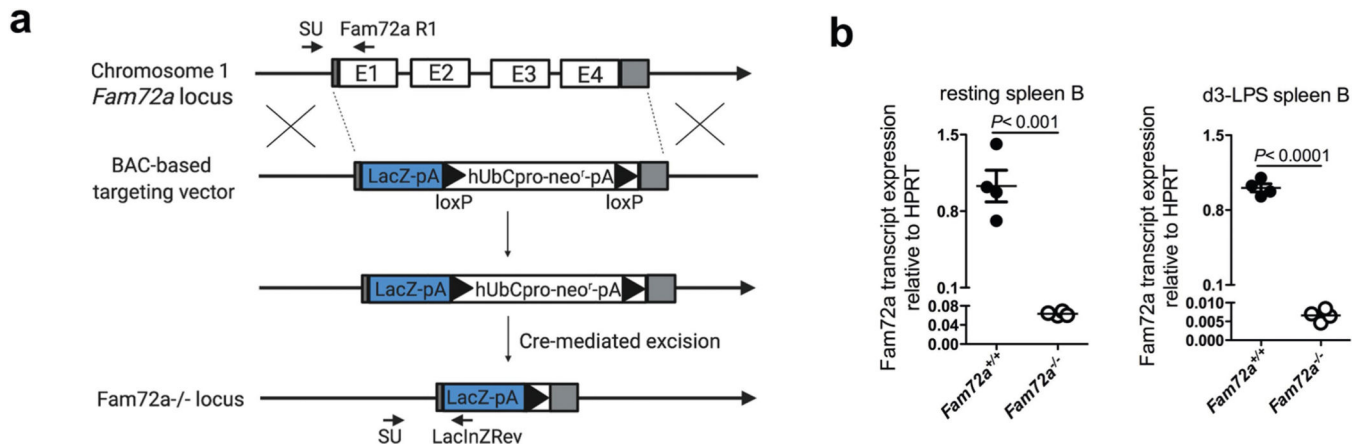 a
SU Fam72a R1
Chromosome 1
Fam72a locus
E1 E2 E3 E4
BAC-based
targeting vector
LacZ-pA hUbCpro-neoʳ-pA
loxP loxP
LacZ-pA hUbCpro-neoʳ-pA
Cre-mediated excision
Fam72a-/- locus
LacZ-pA
SU LacInZRev
b
resting spleen B
P< 0.001
Fam72a transcript expression
relative to HPRT
1.5
0.8
0.1
0.08
0.04
0.00
Fam72a+/+
Fam72a-/-
d3-LPS spleen B
P< 0.0001
Fam72a transcript expression
relative to HPRT
1.5
0.8
0.1
0.010
0.005
0.000
Fam72a+/+
Fam72a-/-